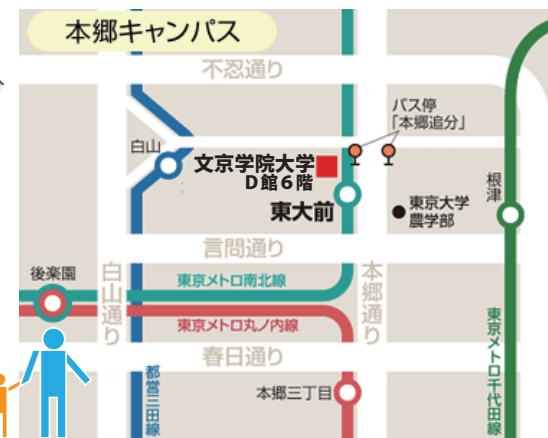 本郷キャンパス
不忍通り
バス停
「本郷追分」
白山
文京学院大学
D館6階
東大前
東京大学
農学部
根津
言問通り
後楽園
白山通り
東京メトロ南北線
本郷通り
東京メトロ丸ノ内線
春日通り
都営三田線
本郷三丁目
東京メトロ千代田線